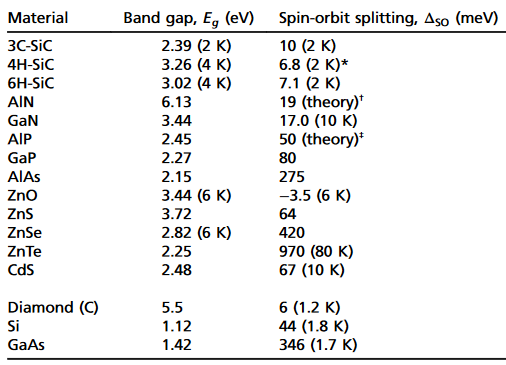 Material Band gap, Eg (eV) Spin-orbit splitting, ΔSO (meV)
3C-SiC 2.39 (2 K) 10 (2 K)
4H-SiC 3.26 (4 K) 6.8 (2 K)*
6H-SiC 3.02 (4 K) 7.1 (2 K)
AlN 6.13 19 (theory)†
GaN 3.44 17.0 (10 K)
AlP 2.45 50 (theory)‡
GaP 2.27 80
AlAs 2.15 275
ZnO 3.44 (6 K) −3.5 (6 K)
ZnS 3.72 64
ZnSe 2.82 (6 K) 420
ZnTe 2.25 970 (80 K)
CdS 2.48 67 (10 K)
Diamond (C) 5.5 6 (1.2 K)
Si 1.12 44 (1.8 K)
GaAs 1.42 346 (1.7 K)